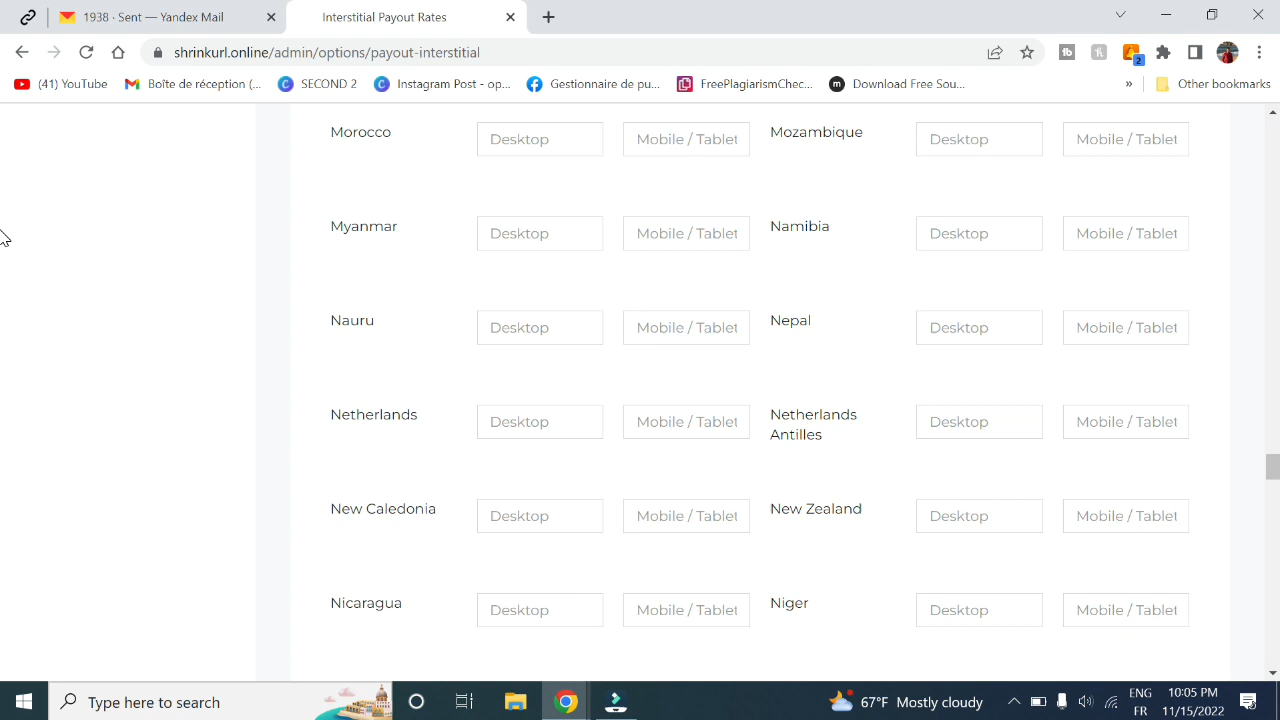 1938 · Sent — Yandex Mail
Interstitial Payout Rates
shrinkurl.online/admin/options/payout-interstitial
2
(41) YouTube
Boîte de réception (...
SECOND 2
Instagram Post - op...
Gestionnaire de pu...
FreePlagiarismChec...
Download Free Sou...
»
Other bookmarks
Morocco Desktop Mobile / Tablet Mozambique Desktop Mobile / Tablet
Myanmar Desktop Mobile / Tablet Namibia Desktop Mobile / Tablet
Nauru Desktop Mobile / Tablet Nepal Desktop Mobile / Tablet
Netherlands Desktop Mobile / Tablet Netherlands Desktop Mobile / Tablet
Antilles
New Caledonia Desktop Mobile / Tablet New Zealand Desktop Mobile / Tablet
Nicaragua Desktop Mobile / Tablet Niger Desktop Mobile / Tablet
Type here to search
67°F Mostly cloudy
ENG
FR
10:05 PM
11/15/2022